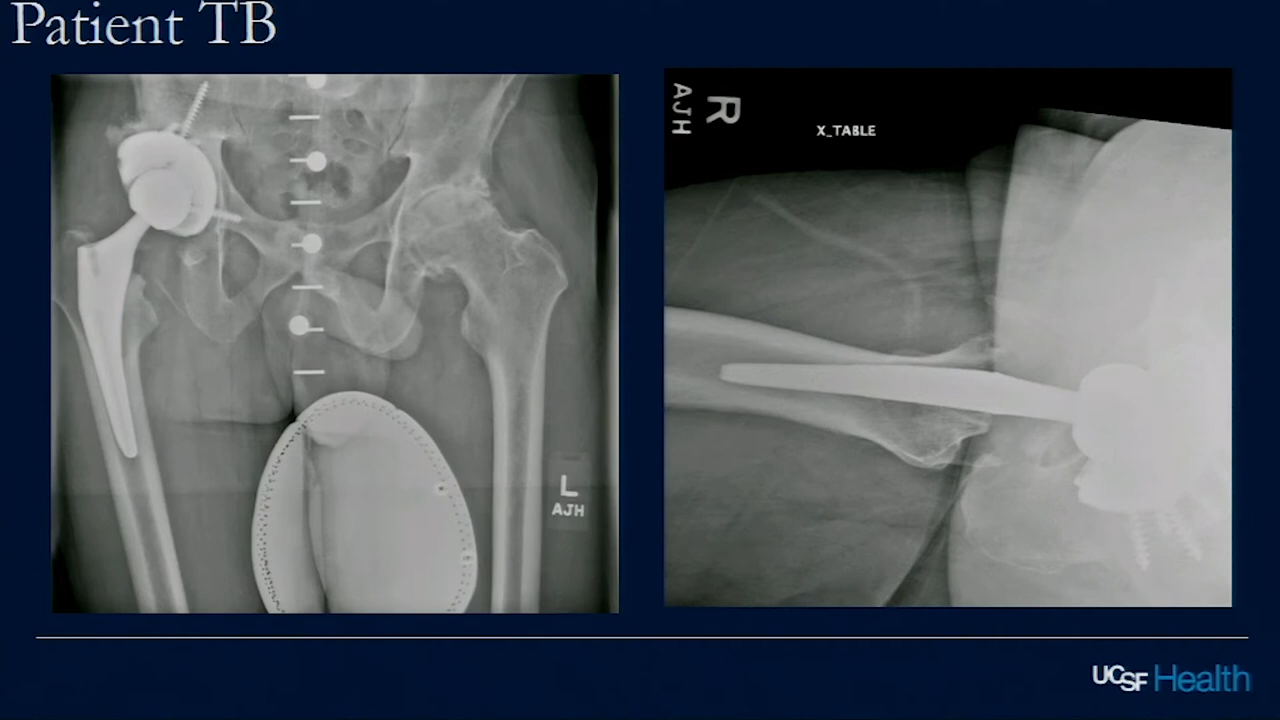 Patient TB
L
AJH
R
AJH
X_TABLE
UCSF Health